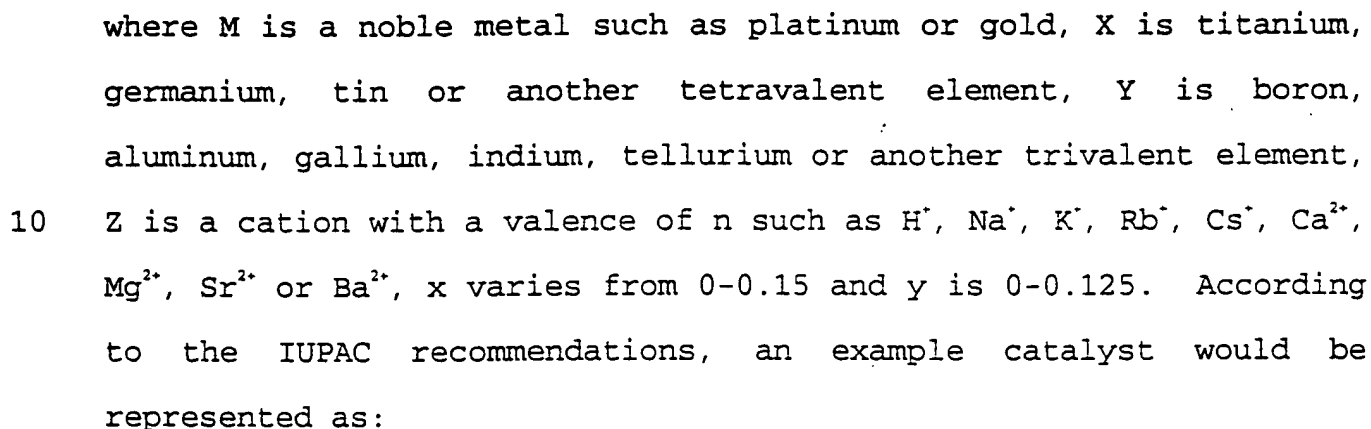 where M is a noble metal such as platinum or gold, X is titanium,
germanium, tin or another tetravalent element, Y is boron,
aluminum, gallium, indium, tellurium or another trivalent element,
10 Z is a cation with a valence of n such as H⁺, Na⁺, K⁺, Rb⁺, Cs⁺, Ca²⁺,
Mg²⁺, Sr²⁺ or Ba²⁺, x varies from 0-0.15 and y is 0-0.125. According
to the IUPAC recommendations, an example catalyst would be
represented as: